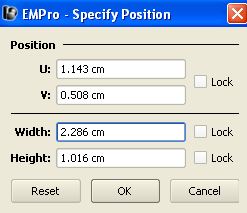 EMPro - Specify Position
Position
U: 1.143 cm
V: 0.508 cm
Lock
Width: 2.286 cm Lock
Height: 1.016 cm Lock
Reset OK Cancel